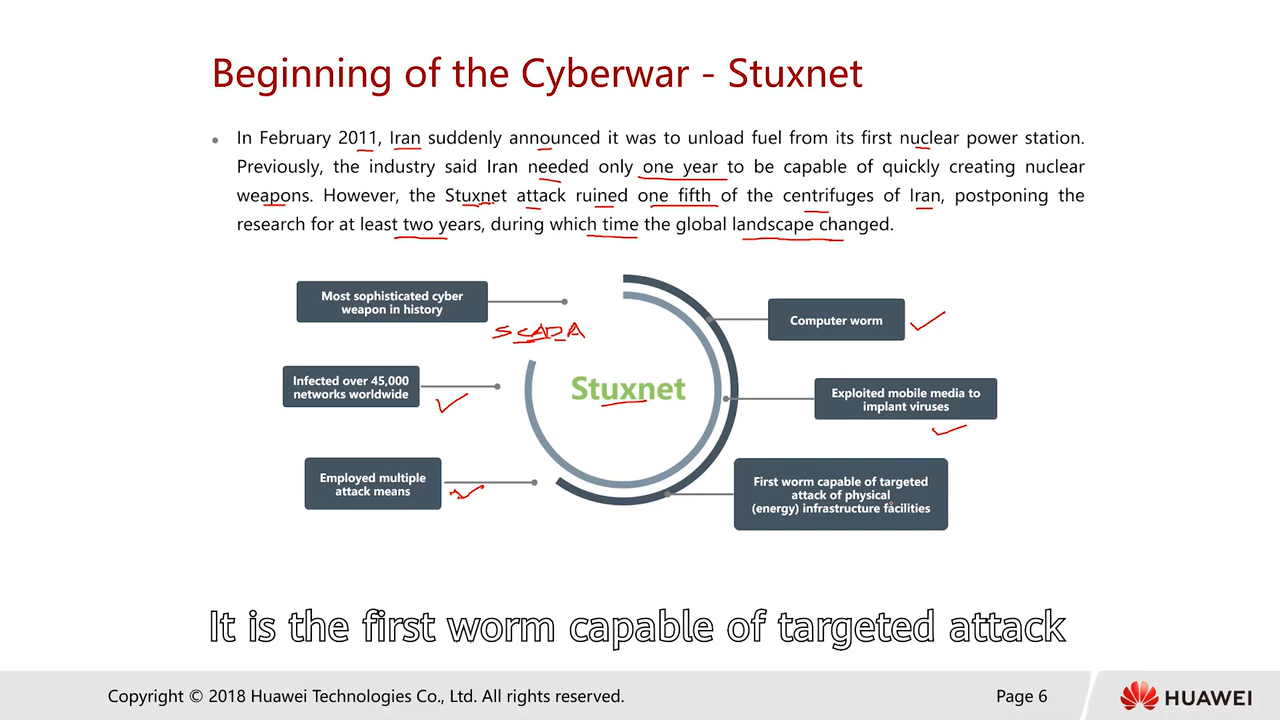 Beginning of the Cyberwar - Stuxnet
• In February 2011, Iran suddenly announced it was to unload fuel from its first nuclear power station.
Previously, the industry said Iran needed only one year to be capable of quickly creating nuclear
weapons. However, the Stuxnet attack ruined one fifth of the centrifuges of Iran, postponing the
research for at least two years, during which time the global landscape changed.
Most sophisticated cyber
weapon in history
SCADA
Infected over 45,000
networks worldwide
Employed multiple
attack means
Stuxnet
Computer worm
Exploited mobile media to
implant viruses
First worm capable of targeted
attack of physical
(energy) infrastructure facilities
It is the first worm capable of targeted attack
Copyright © 2018 Huawei Technologies Co., Ltd. All rights reserved.
Page 6
HUAWEI